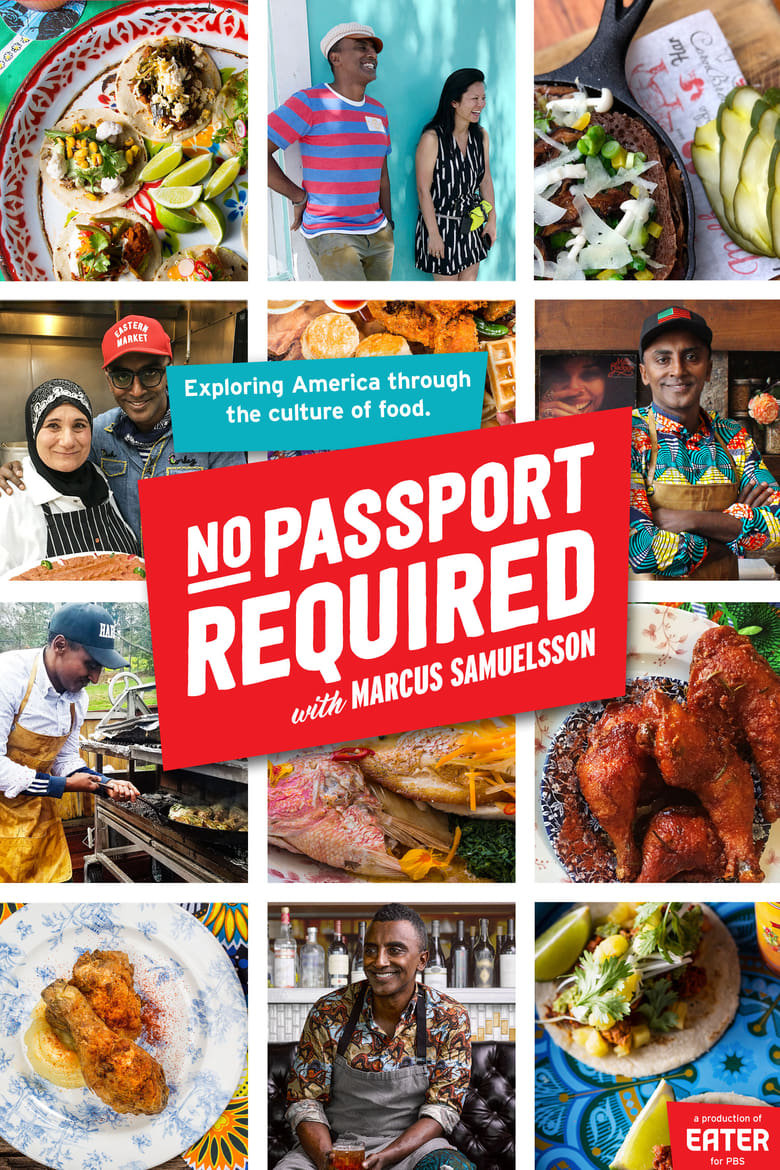 EASTERN
MARKET
Exploring America through
the culture of food.
NO PASSPORT
REQUIRED
with MARCUS SAMUELSSON
a production of
EATER
for PBS